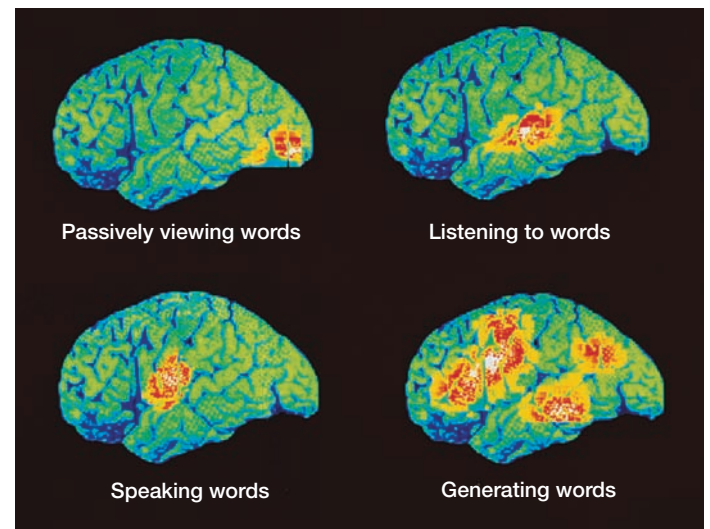 Passively viewing words
Listening to words
Speaking words
Generating words